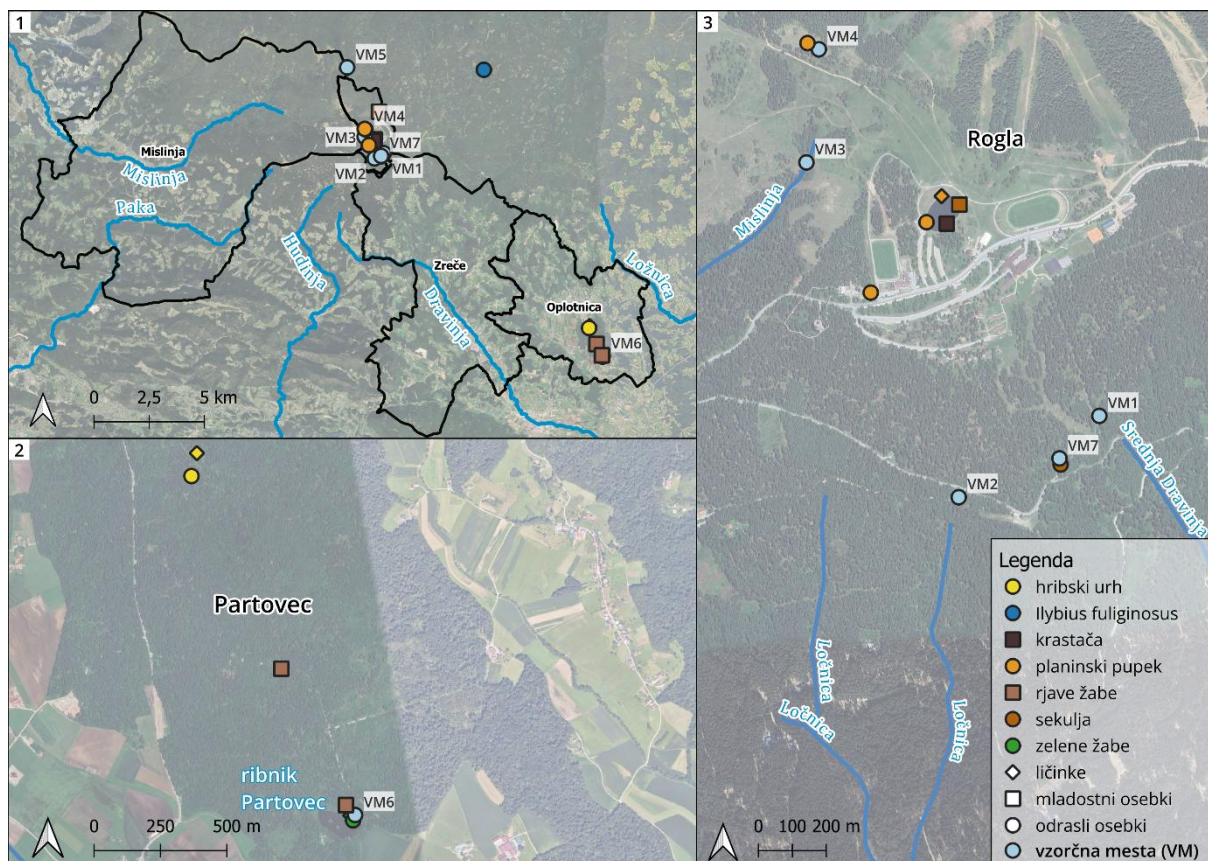 1
VM5
VM4
VM3
VM7
VM2
VM1
Mislinja
Mislinja
Paka
Hudinja
Zreče
Dravinja
Ložnica
Oplotnica
VM6
0 2,5 5 km
2
Partovec
ribnik
Partovec
VM6
0 250 500 m
3
VM4
Rogla
VM3
Mislinja
VM1
VM7
Srednja Dravinja
VM2
Ločnica
Ločnica
Ločnica
0 100 200 m
Legenda
hribski urh
Ilybius fuliginosus
krastača
planinski pupek
rjave žabe
sekulja
zelene žabe
ličinke
mladostni osebki
odrasli osebki
vzorčna mesta (VM)